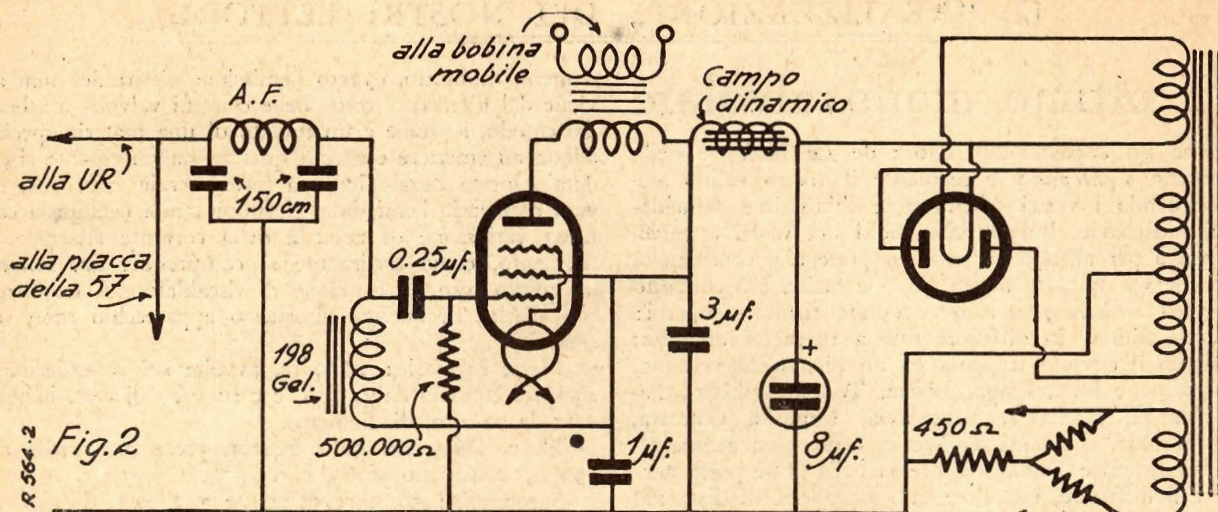 alla bobina
mobile
Campo
dinamico
A.F.
alla UR
150cm
alla placca
della 57
0.25µf.
3µf.
198
Gal.
+
450Ω
Fig.2
500.000Ω
1µf.
8µf.
R 564-2